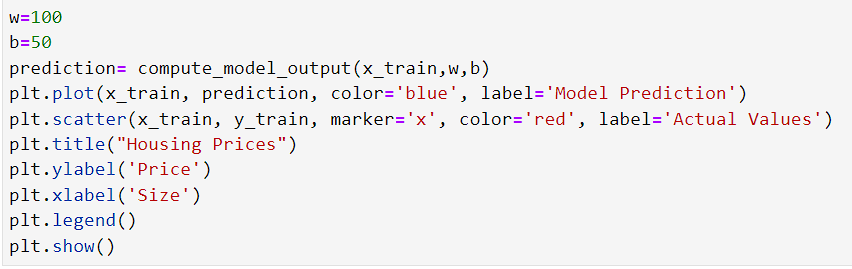 w=100
b=50
prediction= compute_model_output(x_train,w,b)
plt.plot(x_train, prediction, color='blue', label='Model Prediction')
plt.scatter(x_train, y_train, marker='x', color='red', label='Actual Values')
plt.title("Housing Prices")
plt.ylabel('Price')
plt.xlabel('Size')
plt.legend()
plt.show()